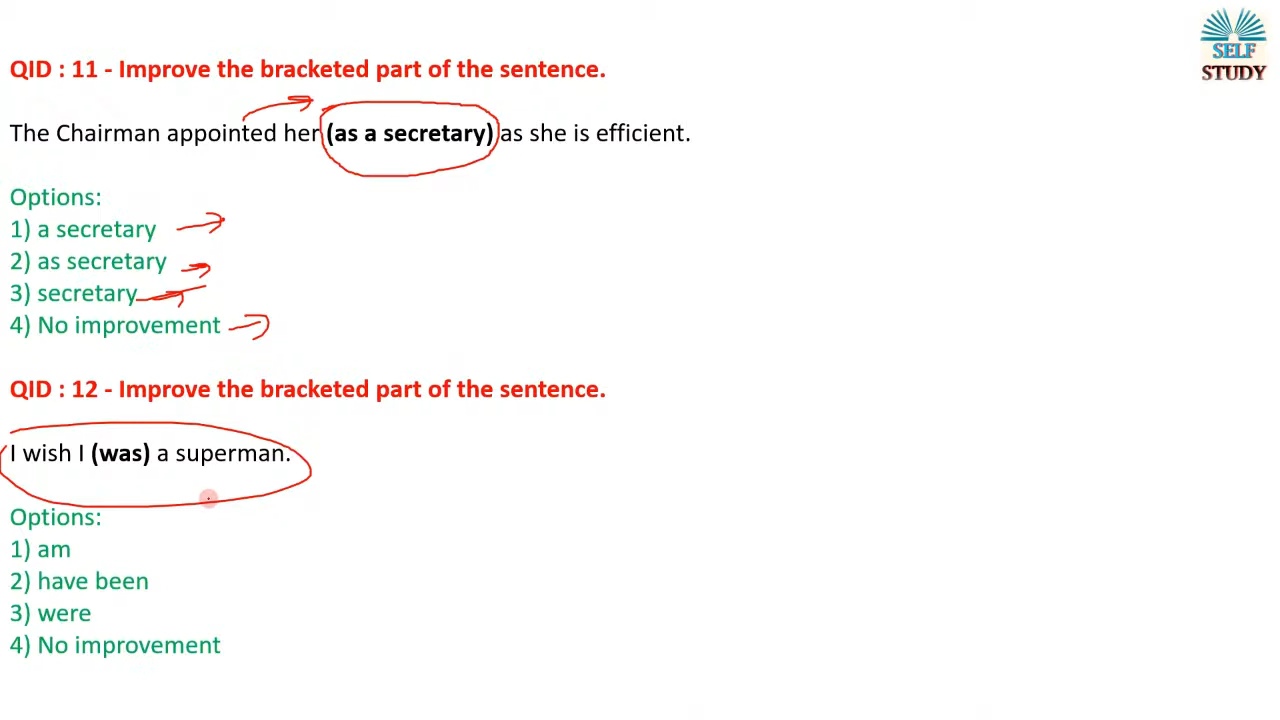 SELF
STUDY
QID : 11 - Improve the bracketed part of the sentence.
The Chairman appointed her (as a secretary) as she is efficient.
Options:
1) a secretary
2) as secretary
3) secretary
4) No improvement
QID : 12 - Improve the bracketed part of the sentence.
I wish I (was) a superman.
Options:
1) am
2) have been
3) were
4) No improvement